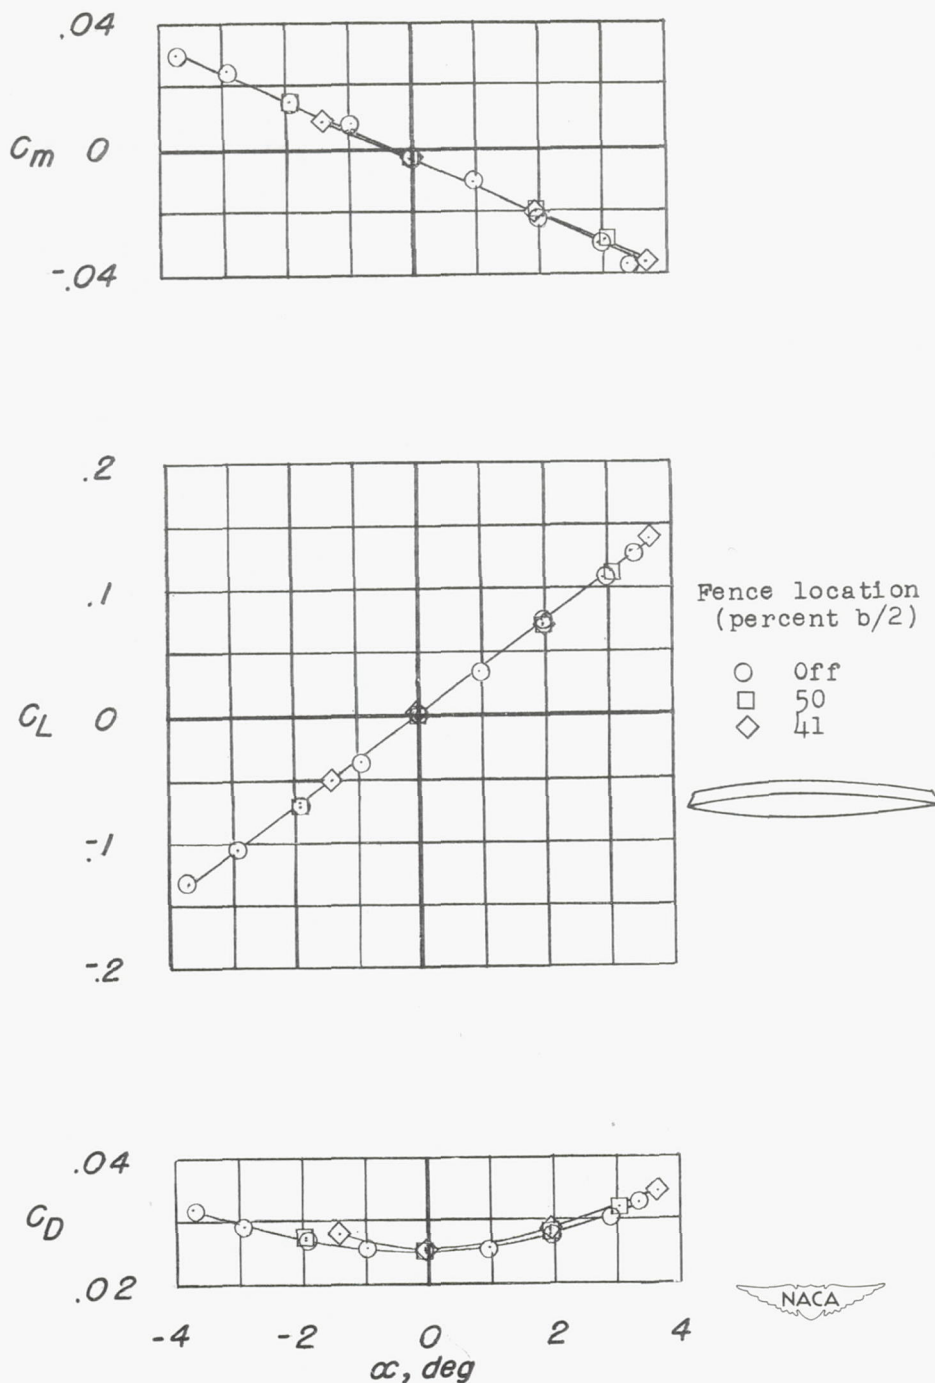 .04
Cm 0
-.04
.2
.1
CL 0
-.1
-.2
Fence location
(percent b/2)
Off
50
41
.04
CD
.02
NACA
-4 -2 0 2 4
α, deg